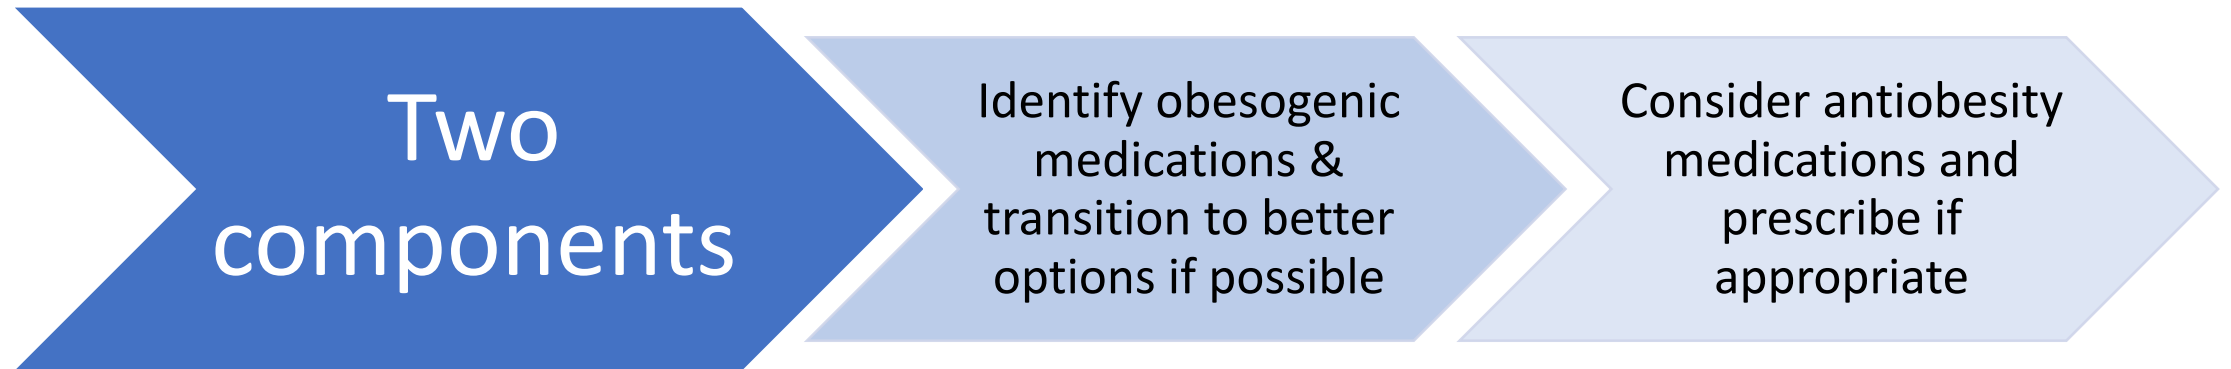 Two
components
Identify obesogenic
medications &
transition to better
options if possible
Consider antiobesity
medications and
prescribe if
appropriate